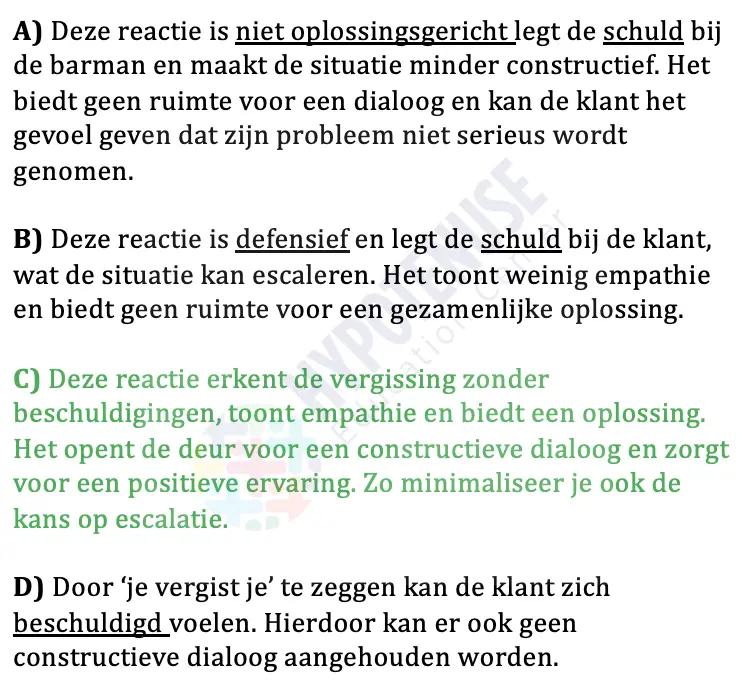 A) Deze reactie is niet oplossingsgericht legt de schuld bij
de barman en maakt de situatie minder constructief. Het
biedt geen ruimte voor een dialoog en kan de klant het
gevoel geven dat zijn probleem niet serieus wordt
genomen.
B) Deze reactie is defensief en legt de schuld bij de klant,
wat de situatie kan escaleren. Het toont weinig empathie
en biedt geen ruimte voor een gezamenlijke oplossing.
C) Deze reactie erkent de vergissing zonder
beschuldigingen, toont empathie en biedt een oplossing.
Het opent de deur voor een constructieve dialoog en zorgt
voor een positieve ervaring. Zo minimaliseer je ook de
kans op escalatie.
D) Door ‘je vergist je’ te zeggen kan de klant zich
beschuldigd voelen. Hierdoor kan er ook geen
constructieve dialoog aangehouden worden.
HYPOTENUSE
Education Center